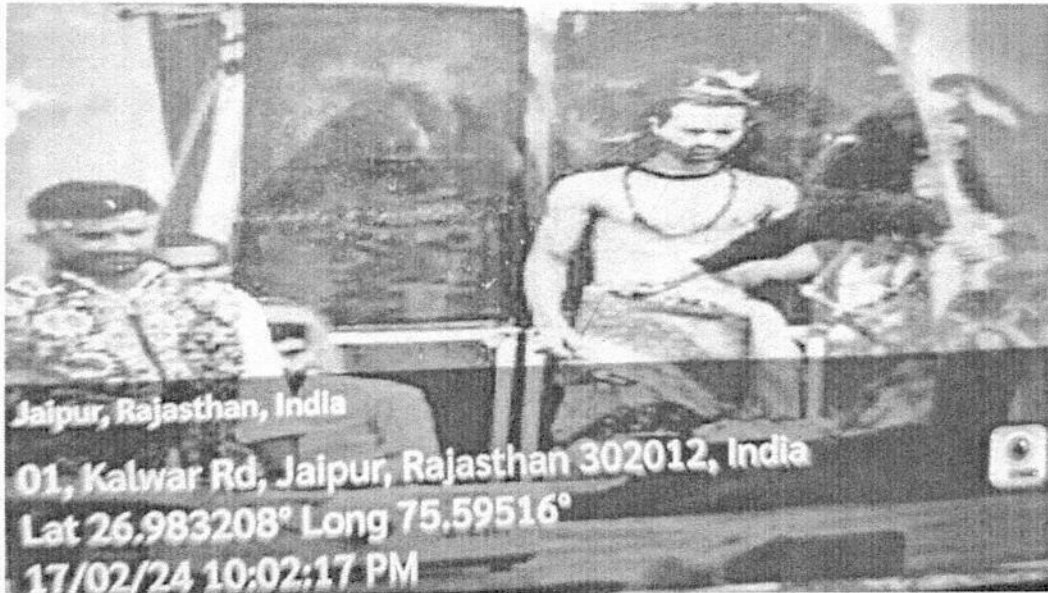 Jaipur, Rajasthan, India
01, Kalwar Rd, Jaipur, Rajasthan 302012, India
Lat 26.983208° Long 75.59516°
17/02/24 10:02:17 PM